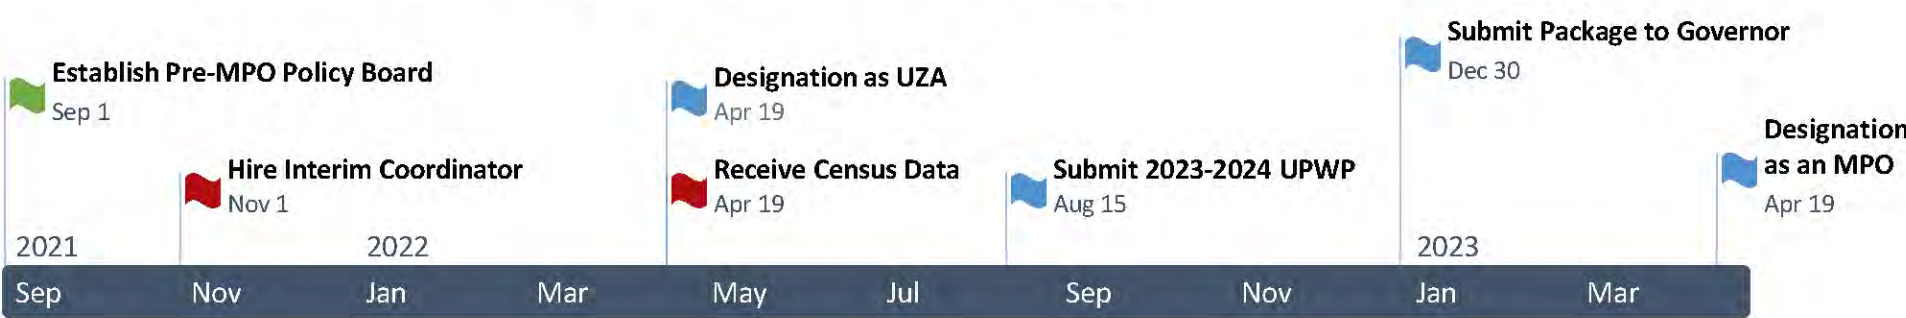 Submit Package to Governor
Dec 30
Establish Pre-MPO Policy Board
Sep 1
Designation as UZA
Apr 19
Designation
as an MPO
Apr 19
Hire Interim Coordinator
Nov 1
Receive Census Data
Apr 19
Submit 2023-2024 UPWP
Aug 15
2021 2022 2023
Sep Nov Jan Mar May Jul Sep Nov Jan Mar